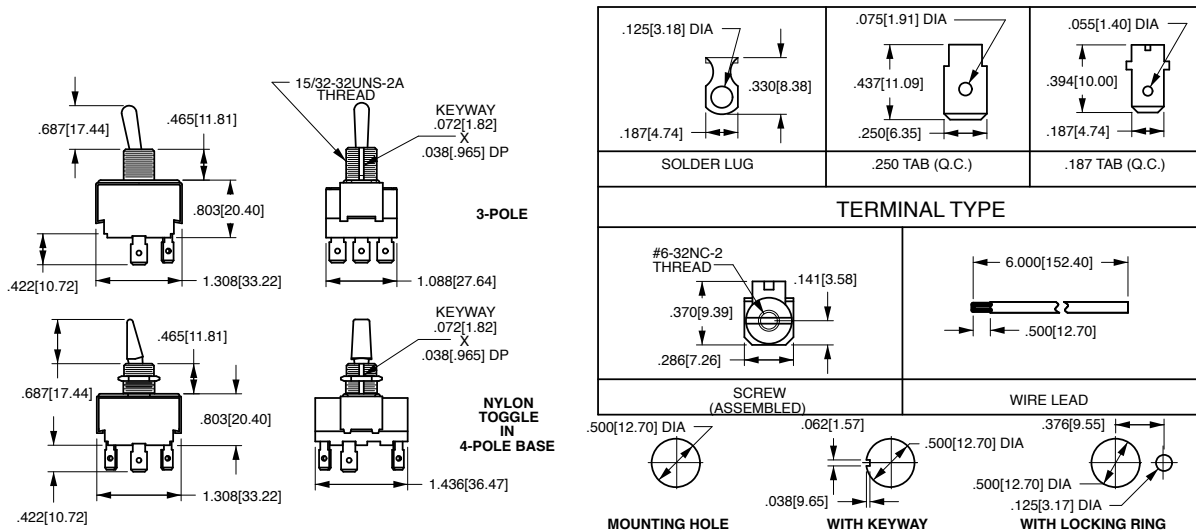 15/32-32UNS-2A
THREAD
KEYWAY
.072[1.82]
X
.038[.965] DP
.687[17.44]
.465[11.81]
.803[20.40]
3-POLE
.422[10.72]
1.308[33.22]
1.088[27.64]
KEYWAY
.072[1.82]
X
.038[.965] DP
.465[11.81]
.687[17.44]
.803[20.40]
NYLON
TOGGLE
IN
4-POLE BASE
1.308[33.22]
1.436[36.47]
.422[10.72]
.125[3.18] DIA
.330[8.38]
.187[4.74]
SOLDER LUG
.075[1.91] DIA
.437[11.09]
.250[6.35]
.250 TAB (Q.C.)
.055[1.40] DIA
.394[10.00]
.187[4.74]
.187 TAB (Q.C.)
TERMINAL TYPE
#6-32NC-2
THREAD
.141[3.58]
.370[9.39]
.286[7.26]
SCREW
(ASSEMBLED)
6.000[152.40]
.500[12.70]
WIRE LEAD
.500[12.70] DIA
MOUNTING HOLE
.062[1.57]
.500[12.70] DIA
.038[9.65]
WITH KEYWAY
.376[9.55]
.500[12.70] DIA
.125[3.17] DIA
WITH LOCKING RING